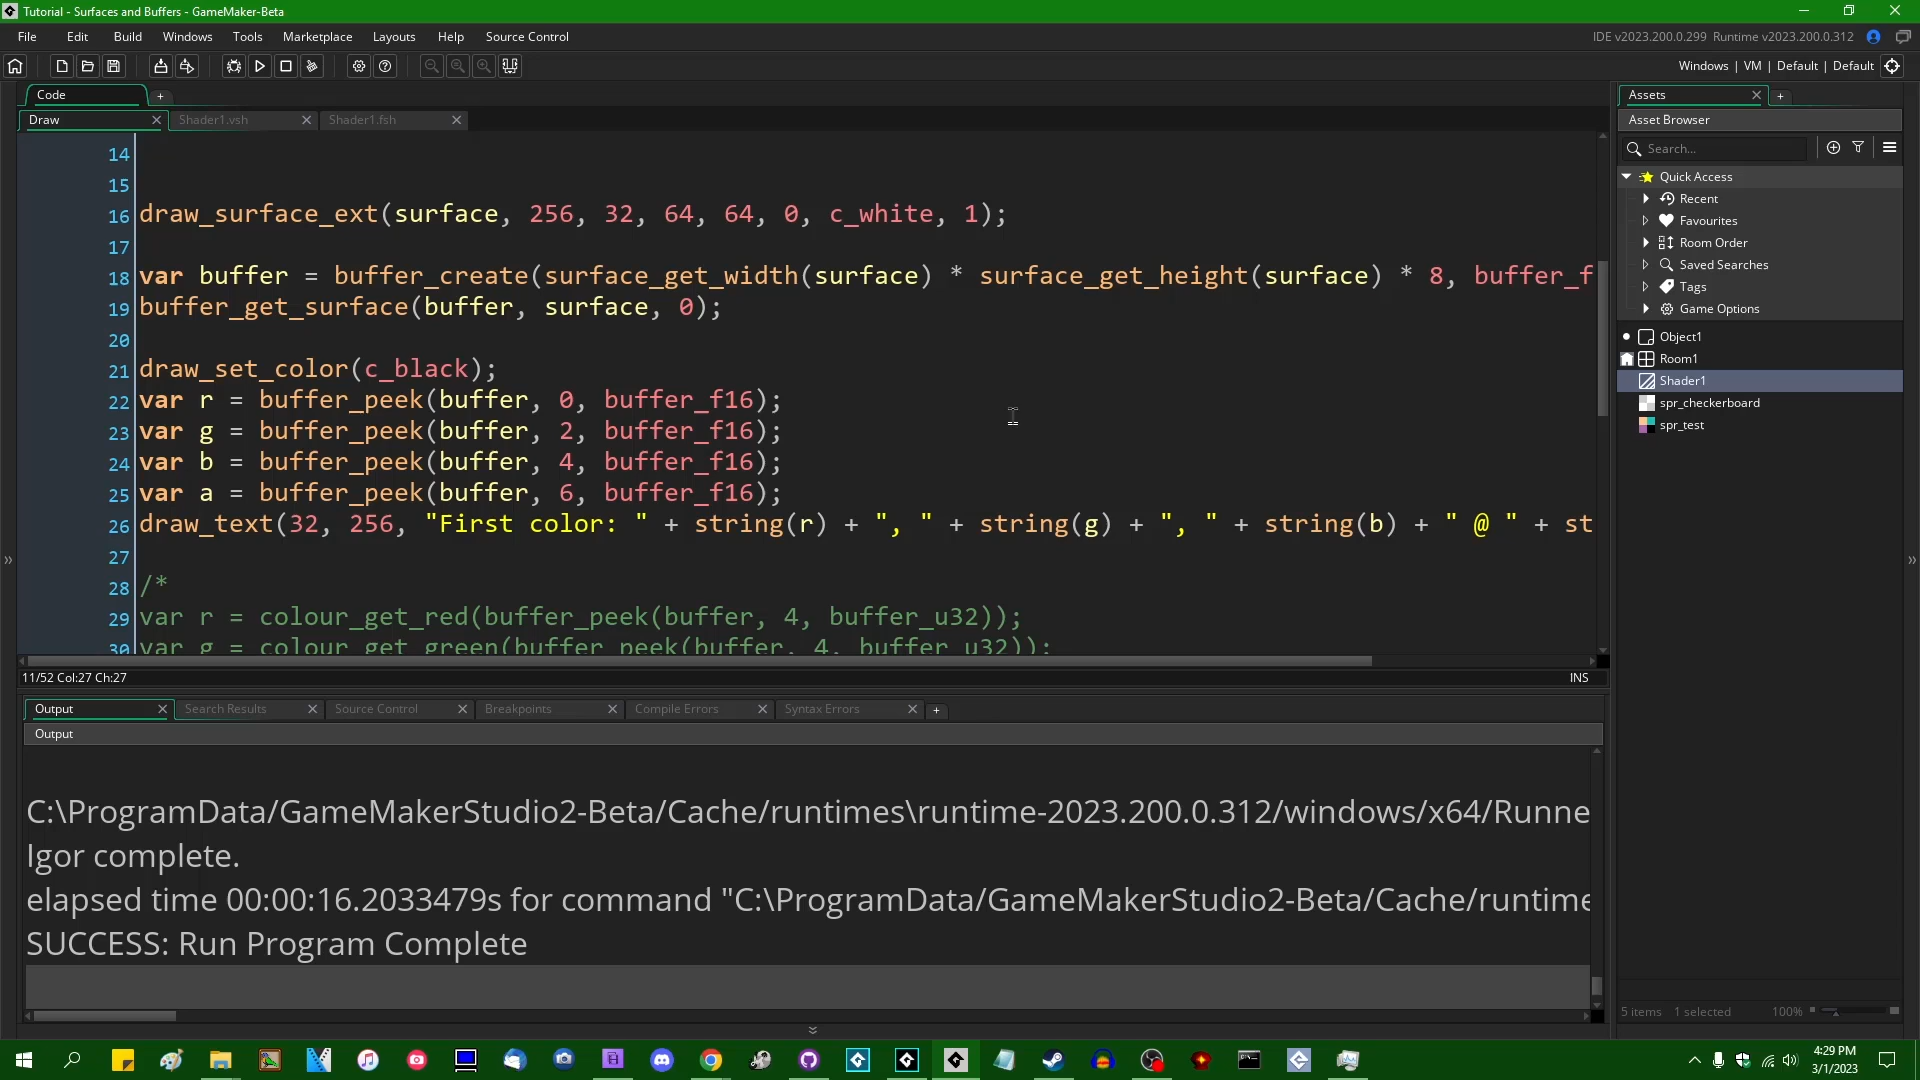 Tutorial - Surfaces and Buffers - GameMaker-Beta
File Edit Build Windows Tools Marketplace Layouts Help Source Control
IDE v2023.200.0.299 Runtime v2023.200.0.312
Windows | VM | Default | Default
Code
Draw Shader1.vsh Shader1.fsh
14
15
16 draw_surface_ext(surface, 256, 32, 64, 64, 0, c_white, 1);
17
18 var buffer = buffer_create(surface_get_width(surface) * surface_get_height(surface) * 8, buffer_f
19 buffer_get_surface(buffer, surface, 0);
20
21 draw_set_color(c_black);
22 var r = buffer_peek(buffer, 0, buffer_f16);
23 var g = buffer_peek(buffer, 2, buffer_f16);
24 var b = buffer_peek(buffer, 4, buffer_f16);
25 var a = buffer_peek(buffer, 6, buffer_f16);
26 draw_text(32, 256, "First color: " + string(r) + ", " + string(g) + ", " + string(b) + " @ " + st
27
28 /*
29 var r = colour_get_red(buffer_peek(buffer, 4, buffer_u32));
30 var g = colour_get_green(buffer_peek(buffer, 4, buffer_u32));
11/52 Col:27 Ch:27
INS
Output Search Results Source Control Breakpoints Compile Errors Syntax Errors
Output
C:\ProgramData/GameMakerStudio2-Beta/Cache/runtimes\runtime-2023.200.0.312/windows/x64/Runne
Igor complete.
elapsed time 00:00:16.2033479s for command "C:\ProgramData/GameMakerStudio2-Beta/Cache/runtime
SUCCESS: Run Program Complete
Assets
Asset Browser
Search...
Quick Access
Recent
Favourites
Room Order
Saved Searches
Tags
Game Options
Object1
Room1
Shader1
spr_checkerboard
spr_test
5 items 1 selected 100%
4:29 PM
3/1/2023